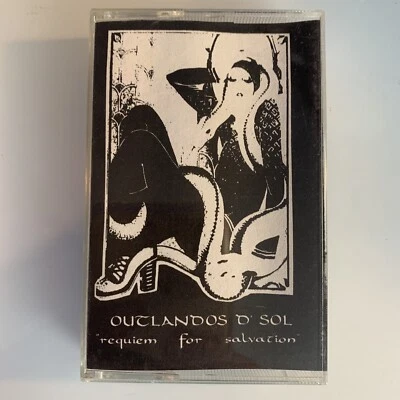 OUTLANDOS D' SOL
"requiem for salvation"